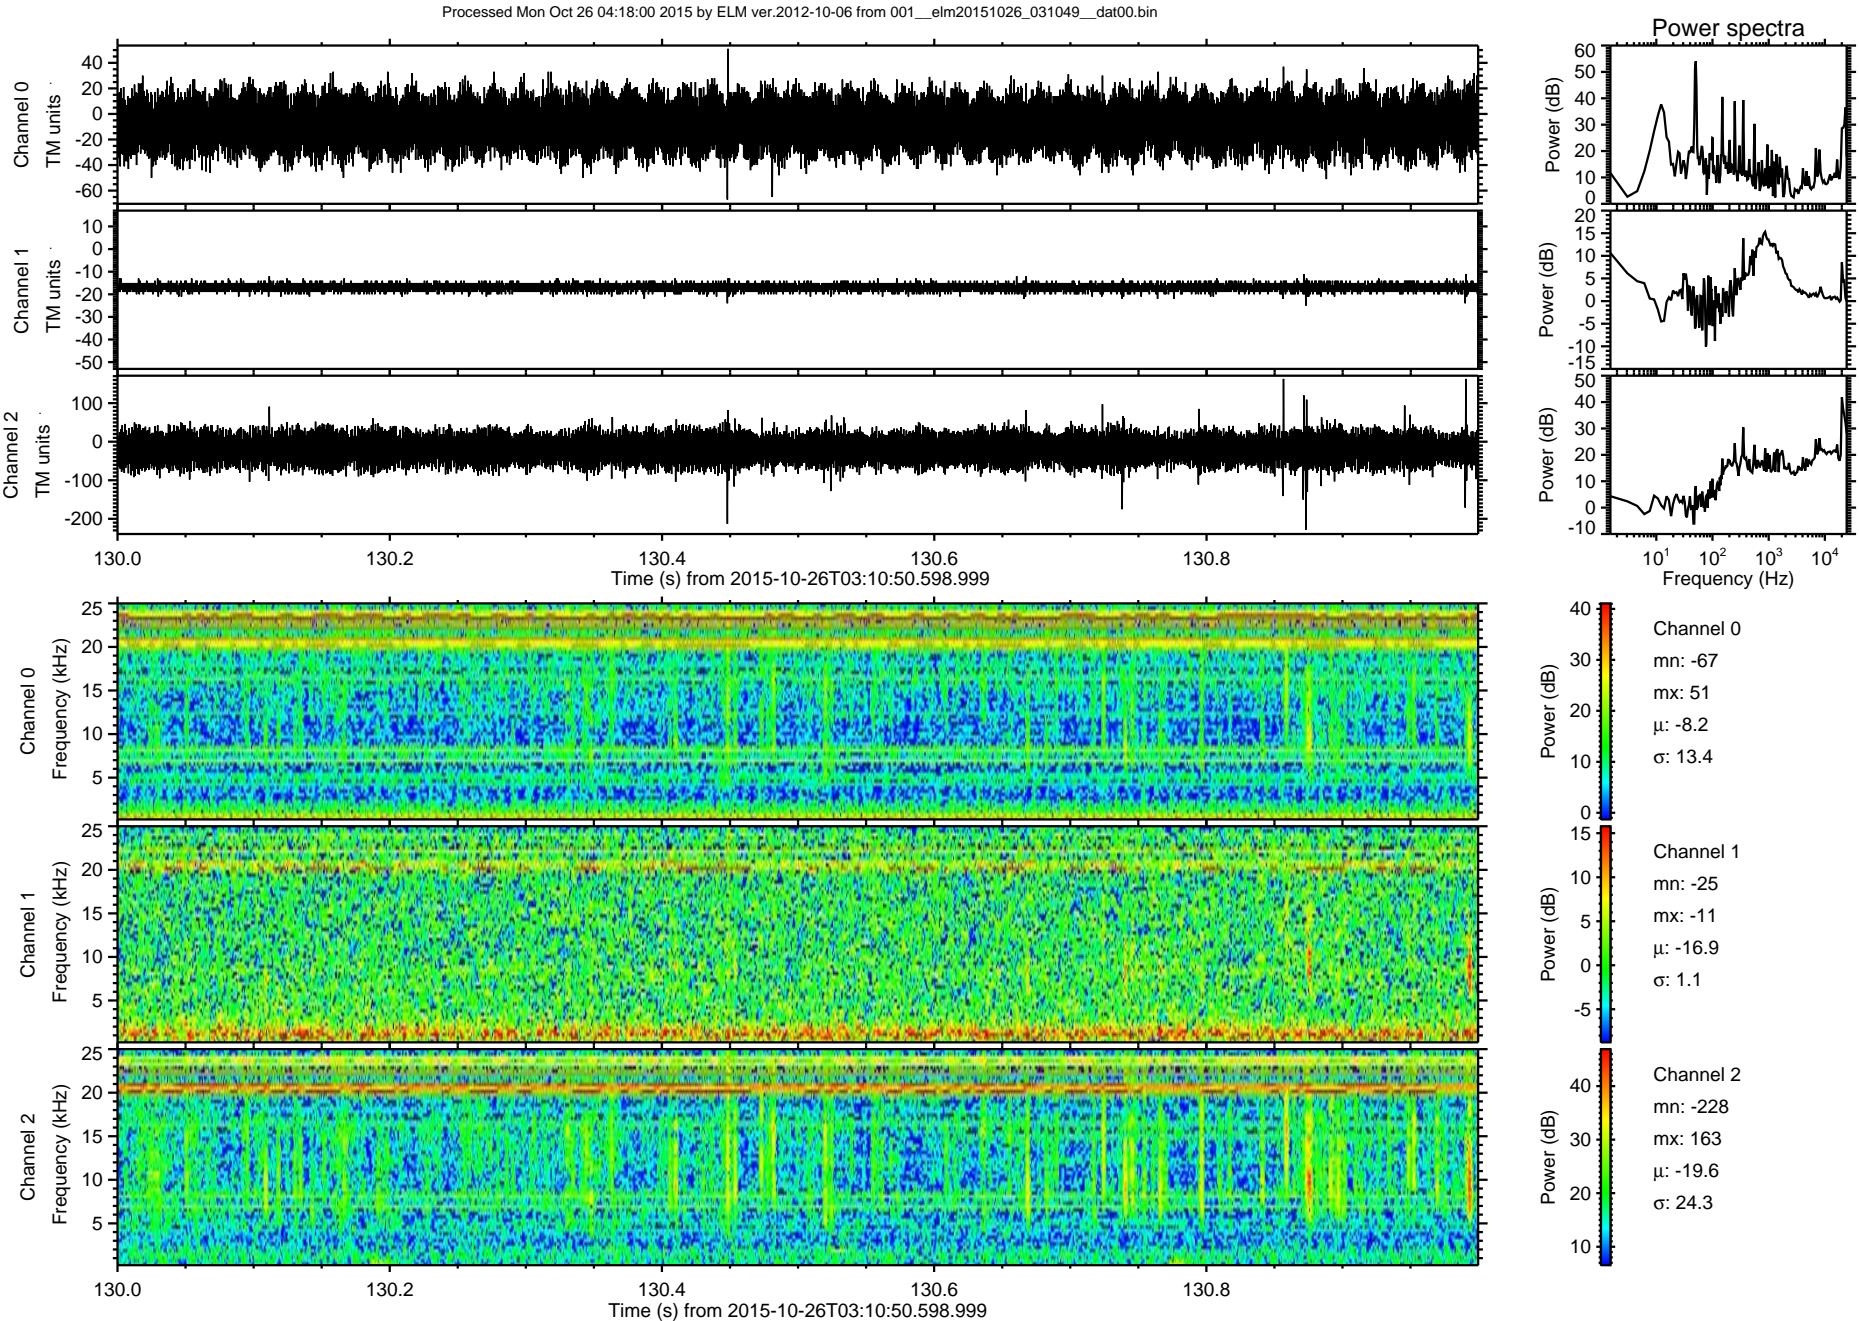 Processed Mon Oct 26 04:18:00 2015 by ELM ver.2012-10-06 from 001__elm20151026_031049__dat00.bin
Power spectra
Channel 0
TM units
40
20
0
-20
-40
-60
Power (dB)
60
50
40
30
20
10
0
Channel 1
TM units
10
0
-10
-20
-30
-40
-50
Power (dB)
20
15
10
5
0
-5
-10
-15
Channel 2
TM units
100
0
-100
-200
Power (dB)
50
40
30
20
10
0
-10
130.0 130.2 130.4 130.6 130.8
Time (s) from 2015-10-26T03:10:50.598.999
10¹ 10² 10³ 10⁴
Frequency (Hz)
Channel 0
Frequency (kHz)
25
20
15
10
5
Power (dB)
40
30
20
10
0
Channel 0
mn: -67
mx: 51
μ: -8.2
σ: 13.4
Channel 1
Frequency (kHz)
25
20
15
10
5
Power (dB)
15
10
5
0
-5
Channel 1
mn: -25
mx: -11
μ: -16.9
σ: 1.1
Channel 2
Frequency (kHz)
25
20
15
10
5
Power (dB)
40
30
20
10
Channel 2
mn: -228
mx: 163
μ: -19.6
σ: 24.3
130.0 130.2 130.4 130.6 130.8
Time (s) from 2015-10-26T03:10:50.598.999